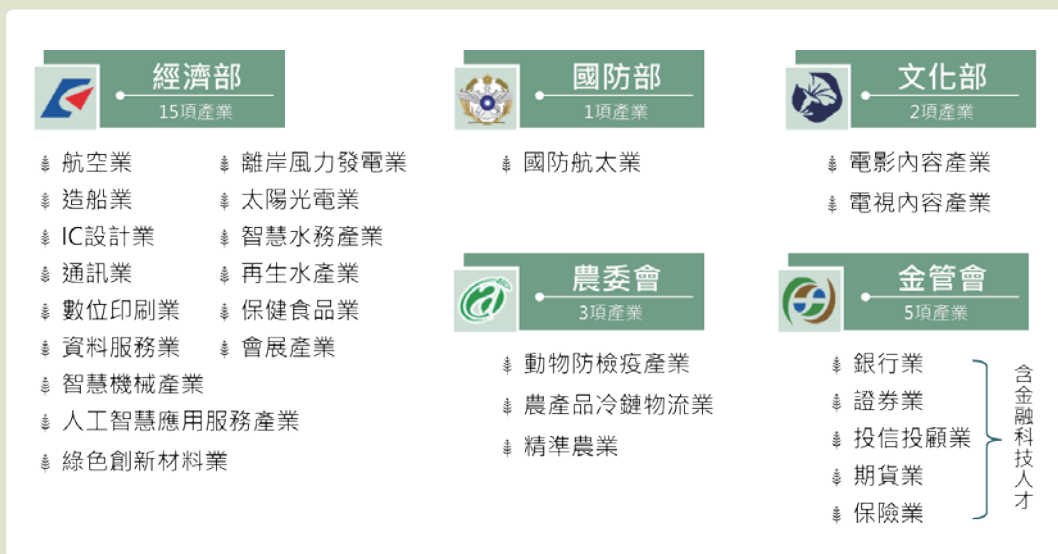 經濟部
15項產業
航空業
離岸風力發電業
造船業
太陽光電業
IC設計業
智慧水務產業
通訊業
再生水產業
數位印刷業
保健食品業
資料服務業
會展產業
智慧機械產業
人工智慧應用服務產業
綠色創新材料業
國防部
1項產業
國防航太業
文化部
2項產業
電影內容產業
電視內容產業
農委會
3項產業
動物防檢疫產業
農產品冷鏈物流業
精準農業
金管會
5項產業
銀行業
證券業
投信投顧業
期貨業
保險業
含金融科技人才